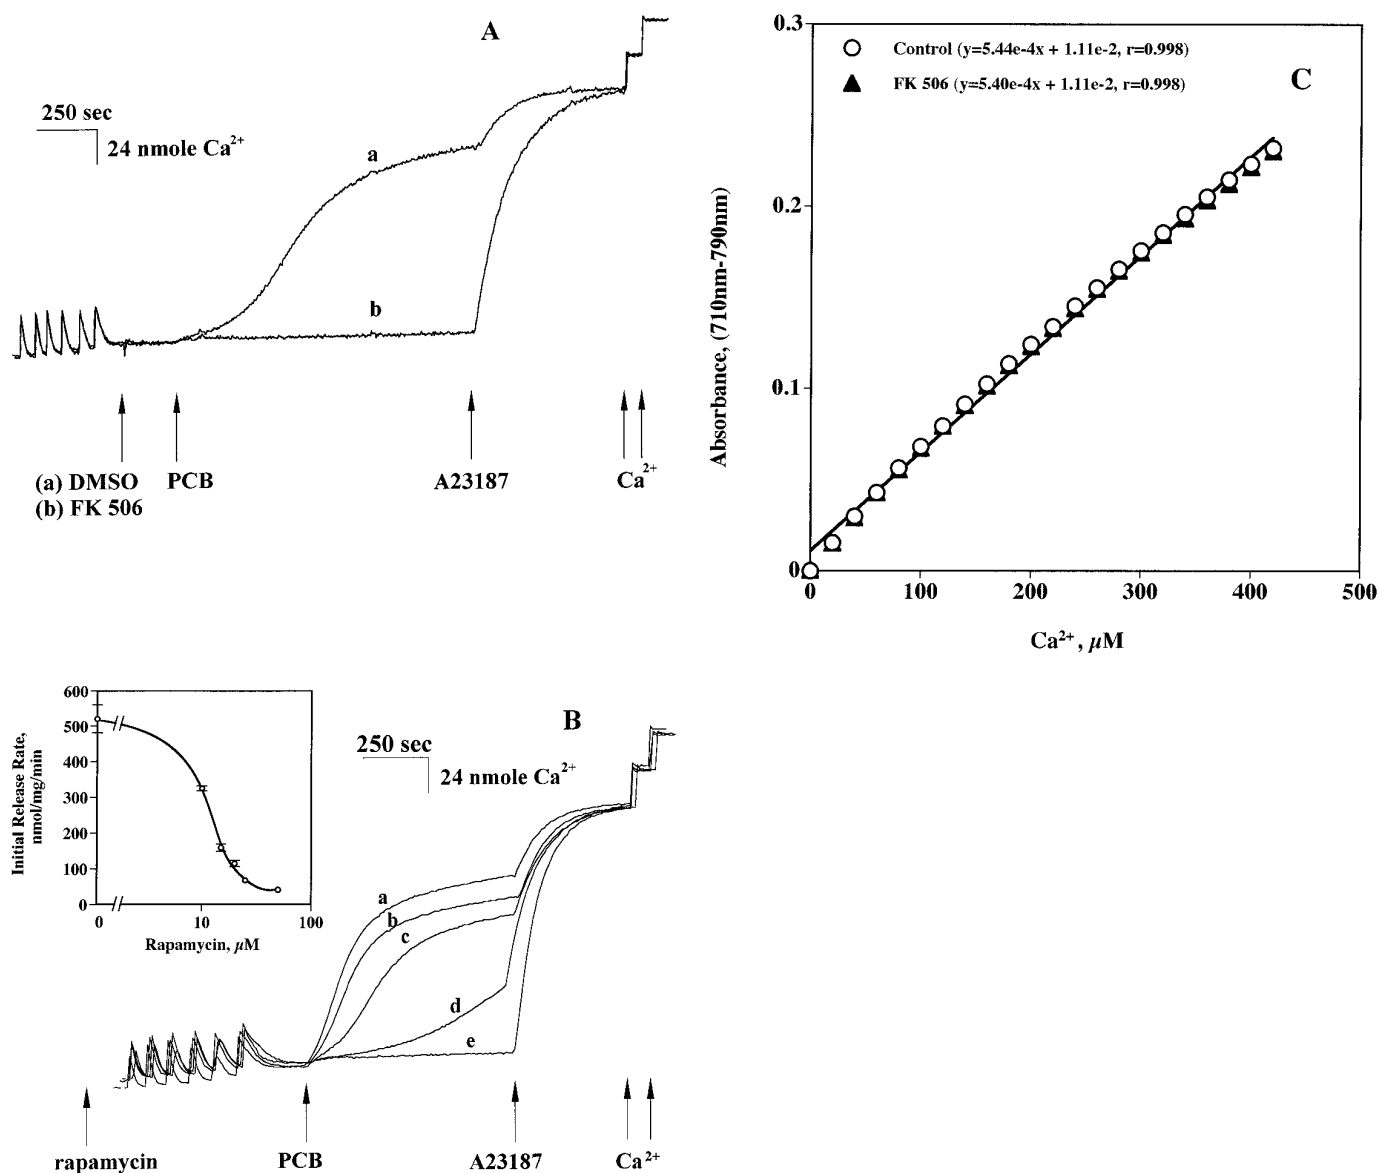 A
250 sec
24 nmole Ca²⁺
a
b
(a) DMSO PCB A23187 Ca²⁺
(b) FK 506
0.3
Control (y=5.44e-4x + 1.11e-2, r=0.998)
FK 506 (y=5.40e-4x + 1.11e-2, r=0.998)
C
0.2
0.1
0
Absorbance, (710nm-790nm)
0 100 200 300 400 500
Ca²⁺, µM
600
500
400
300
200
100
0
Initial Release Rate,
nmol/mg/min
0 10 100
Rapamycin, µM
B
250 sec
24 nmole Ca²⁺
a
b
c
d
e
rapamycin PCB A23187 Ca²⁺